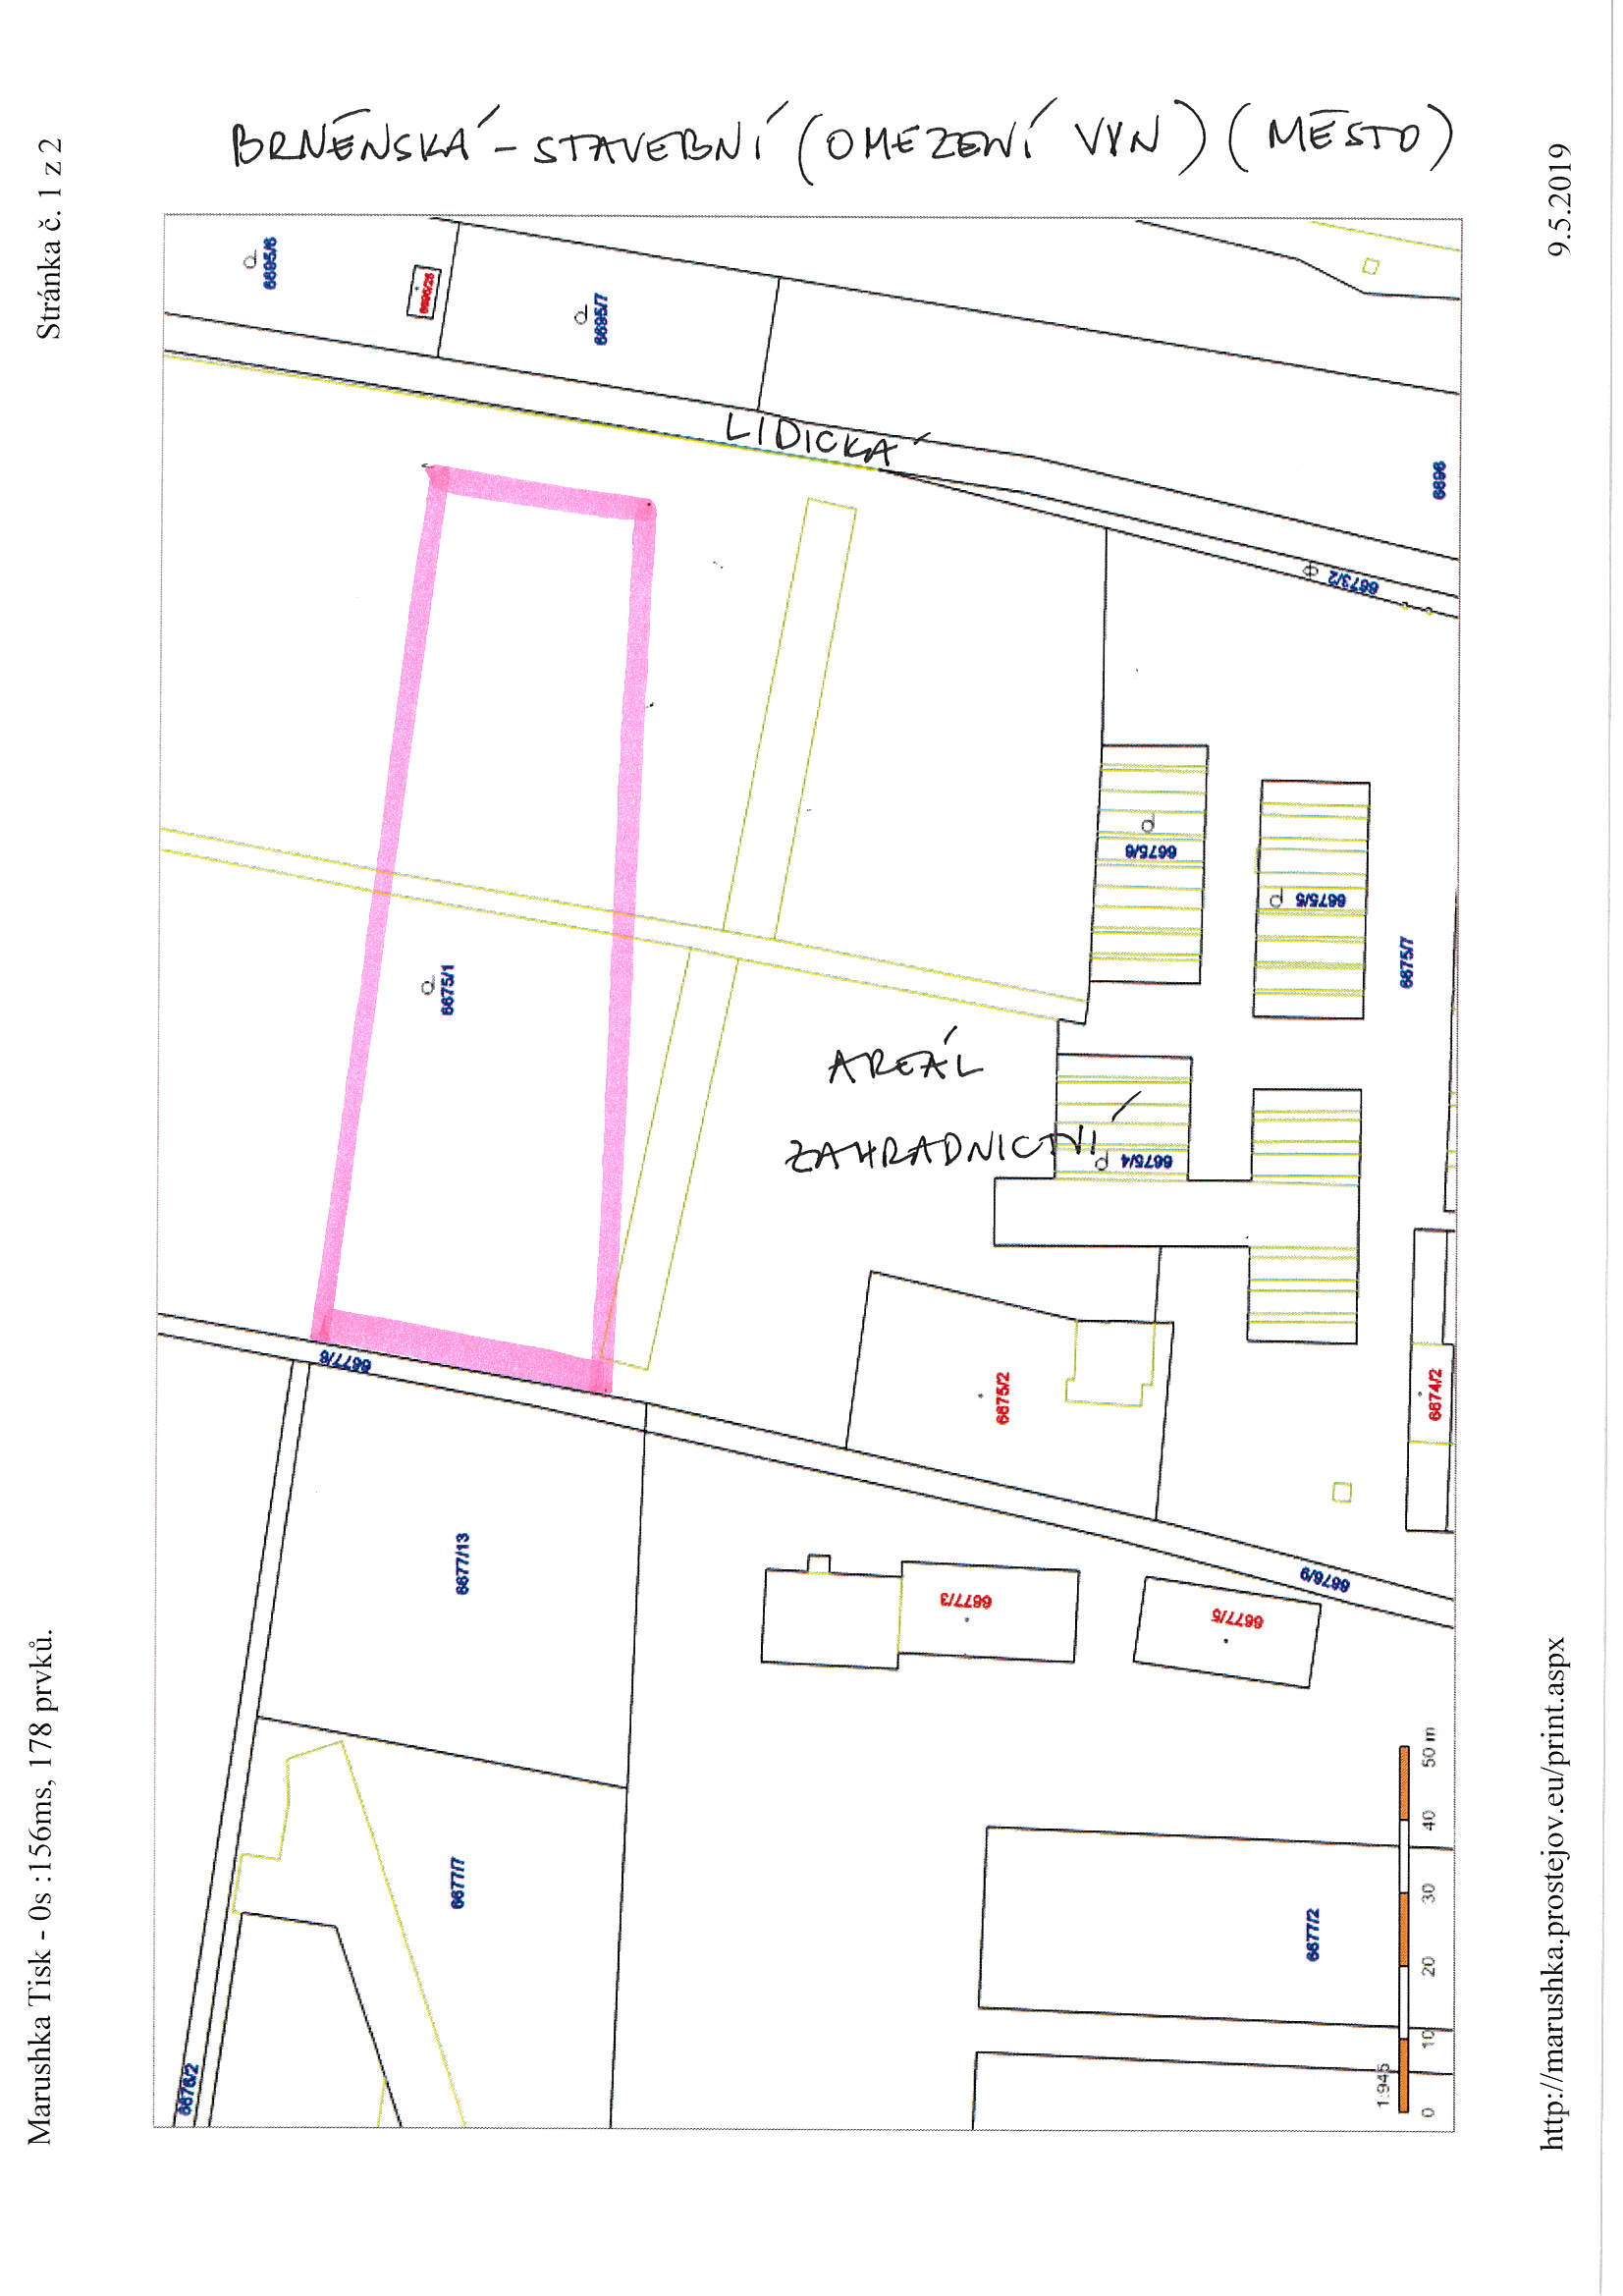 Stránka č. 1 z 2
BRNĚNSKÁ - STAVEBNÍ (OMEZENÍ VVN) (MĚSTO)
9.5.2019
6695/6
6695/7
LIDICKÁ
6696
6673/2
6675/6
6675/5
6675/7
6675/1
AREÁL
ZAHRADNICTVÍ
6675/4
6677/6
6675/2
6674/2
6677/13
6677/3
6677/5
6676/9
6677/7
6677/2
6676/2
1:945
0 10 20 30 40 50 m
Marushka Tisk - 0s :156ms, 178 prvků.
http://marushka.prostejov.eu/print.aspx